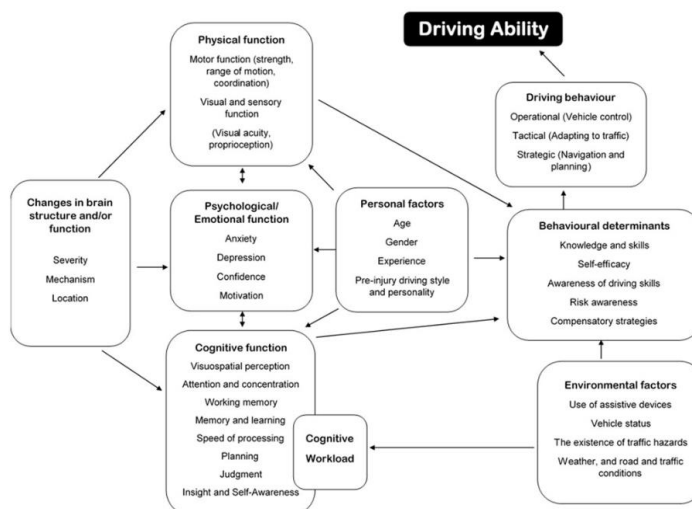 Driving Ability
Physical function
Motor function (strength,
range of motion,
coordination)
Visual and sensory
function
(Visual acuity,
proprioception)
Driving behaviour
Operational (Vehicle control)
Tactical (Adapting to traffic)
Strategic (Navigation and
planning)
Changes in brain
structure and/or
function
Severity
Mechanism
Location
Psychological/
Emotional function
Anxiety
Depression
Confidence
Motivation
Personal factors
Age
Gender
Experience
Pre-injury driving style
and personality
Behavioural determinants
Knowledge and skills
Self-efficacy
Awareness of driving skills
Risk awareness
Compensatory strategies
Cognitive function
Visuospatial perception
Attention and concentration
Working memory
Memory and learning
Speed of processing
Planning
Judgment
Insight and Self-Awareness
Cognitive
Workload
Environmental factors
Use of assistive devices
Vehicle status
The existence of traffic hazards
Weather, and road and traffic
conditions